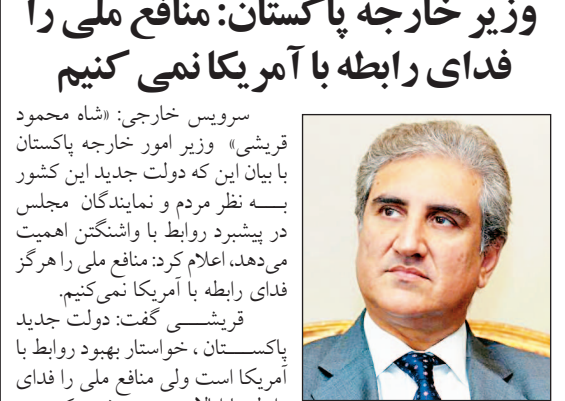 وزیر خارجه پاکستان: منافع ملی را
فدای رابطه با آمریکا نمی کنیم
سرویس خارجی: «شاه محمود
قریشی» وزیر امور خارجه پاکستان
با بیان این که دولت جدید این کشور
بـــه نظر مردم و نمایندگان مجلس
در پیشبرد روابط با واشنگتن اهمیت
می‌دهد، اعلام کرد: منافع ملی را هرگز
فدای رابطه با آمریکا نمی‌کنیم.
قریشـــی گفت: دولت جدید
پاکســـتان ، خواستار بهبود روابط با
آمریکا است ولی منافع ملی را فدای